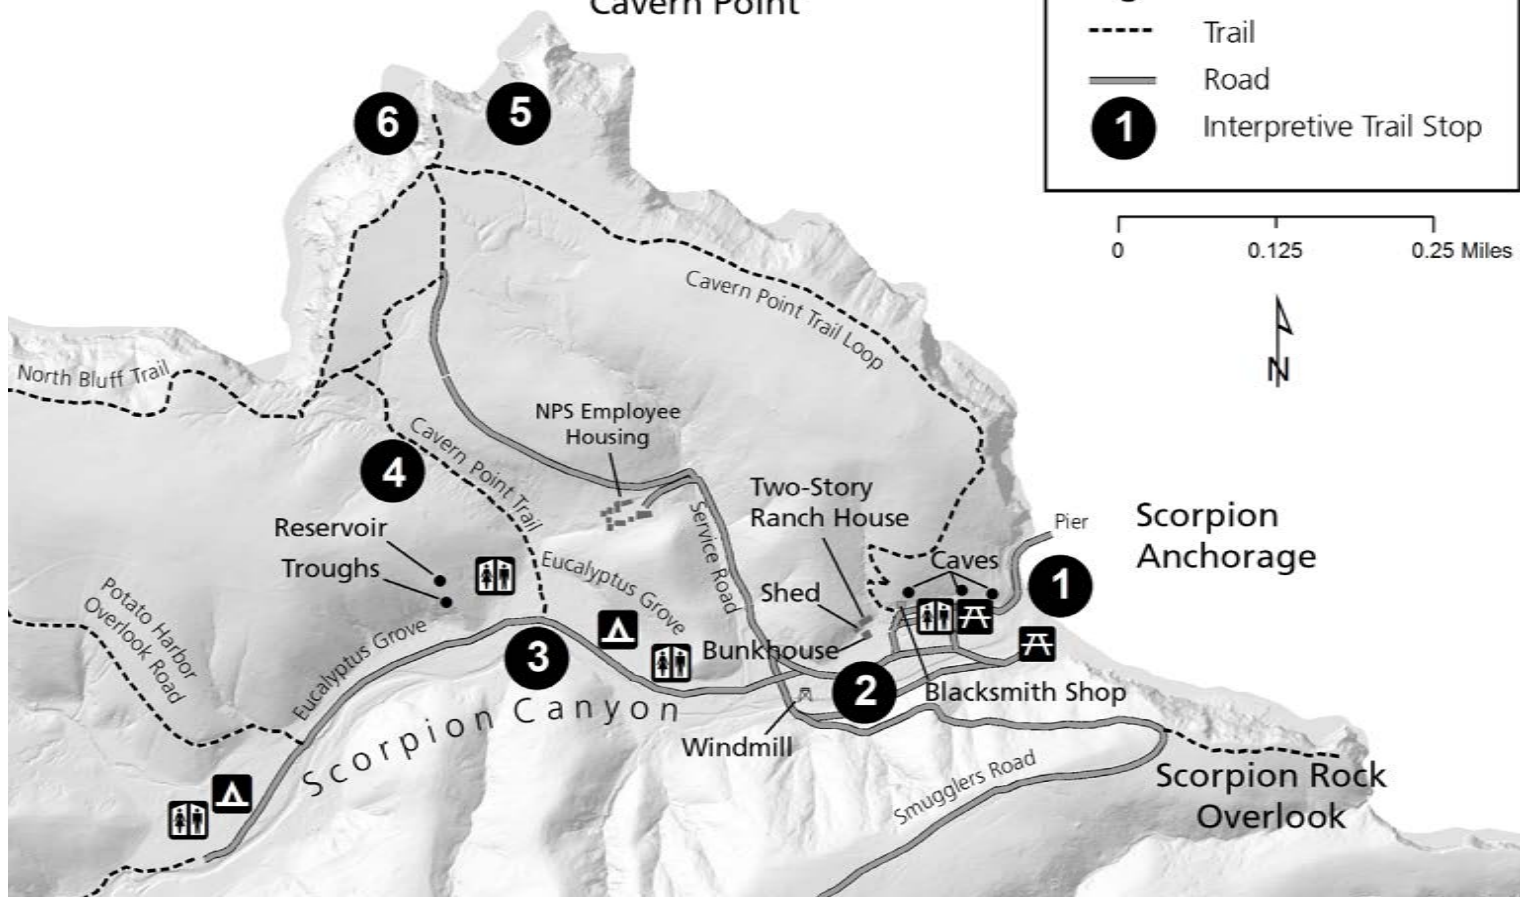 Cavern Point
Trail
Road
1
Interpretive Trail Stop
0
0.125
0.25 Miles
N
6
5
Cavern Point Trail Loop
North Bluff Trail
NPS Employee
Housing
Cavern Point Trail
4
Two-Story
Ranch House
Service Road
Pier
Scorpion
Anchorage
Reservoir
Troughs
Eucalyptus Grove
Caves
1
Shed
Potato Harbor
Overlook Road
Eucalyptus Grove
3
Bunkhouse
2
Blacksmith Shop
Scorpion Canyon
Windmill
Smugglers Road
Scorpion Rock
Overlook